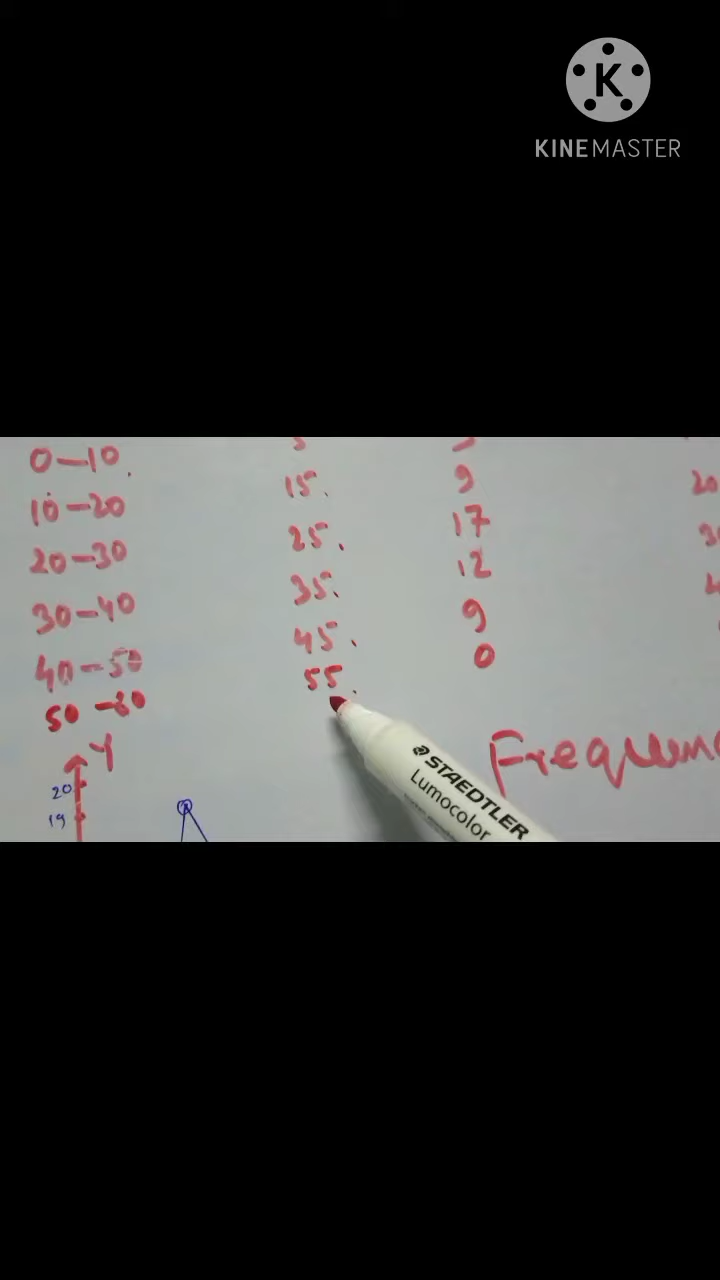 KINEMASTER
0-10
10-20 15. 9
20-30 25. 17
30-40 35. 12
40-50 45. 9
50-60 55. 0
Y
20
19
STAEDTLER
Lumocolor